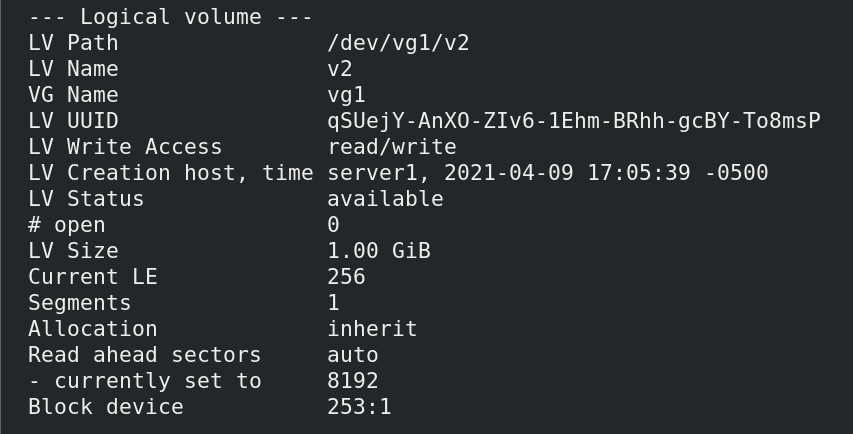 --- Logical volume ---
LV Path                /dev/vg1/v2
LV Name                v2
VG Name                vg1
LV UUID                qSUejY-AnXO-ZIv6-1Ehm-BRhh-gcBY-To8msP
LV Write Access        read/write
LV Creation host, time server1, 2021-04-09 17:05:39 -0500
LV Status              available
# open                 0
LV Size                1.00 GiB
Current LE             256
Segments               1
Allocation             inherit
Read ahead sectors     auto
- currently set to     8192
Block device           253:1